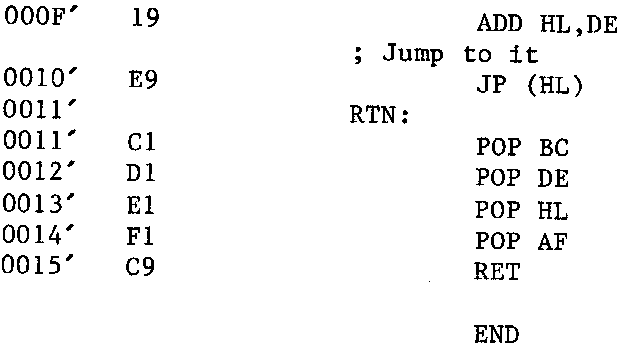 000F' 19 ADD HL,DE
; Jump to it
0010' E9 JP (HL)
0011' RTN:
0011' C1 POP BC
0012' D1 POP DE
0013' E1 POP HL
0014' F1 POP AF
0015' C9 RET
END